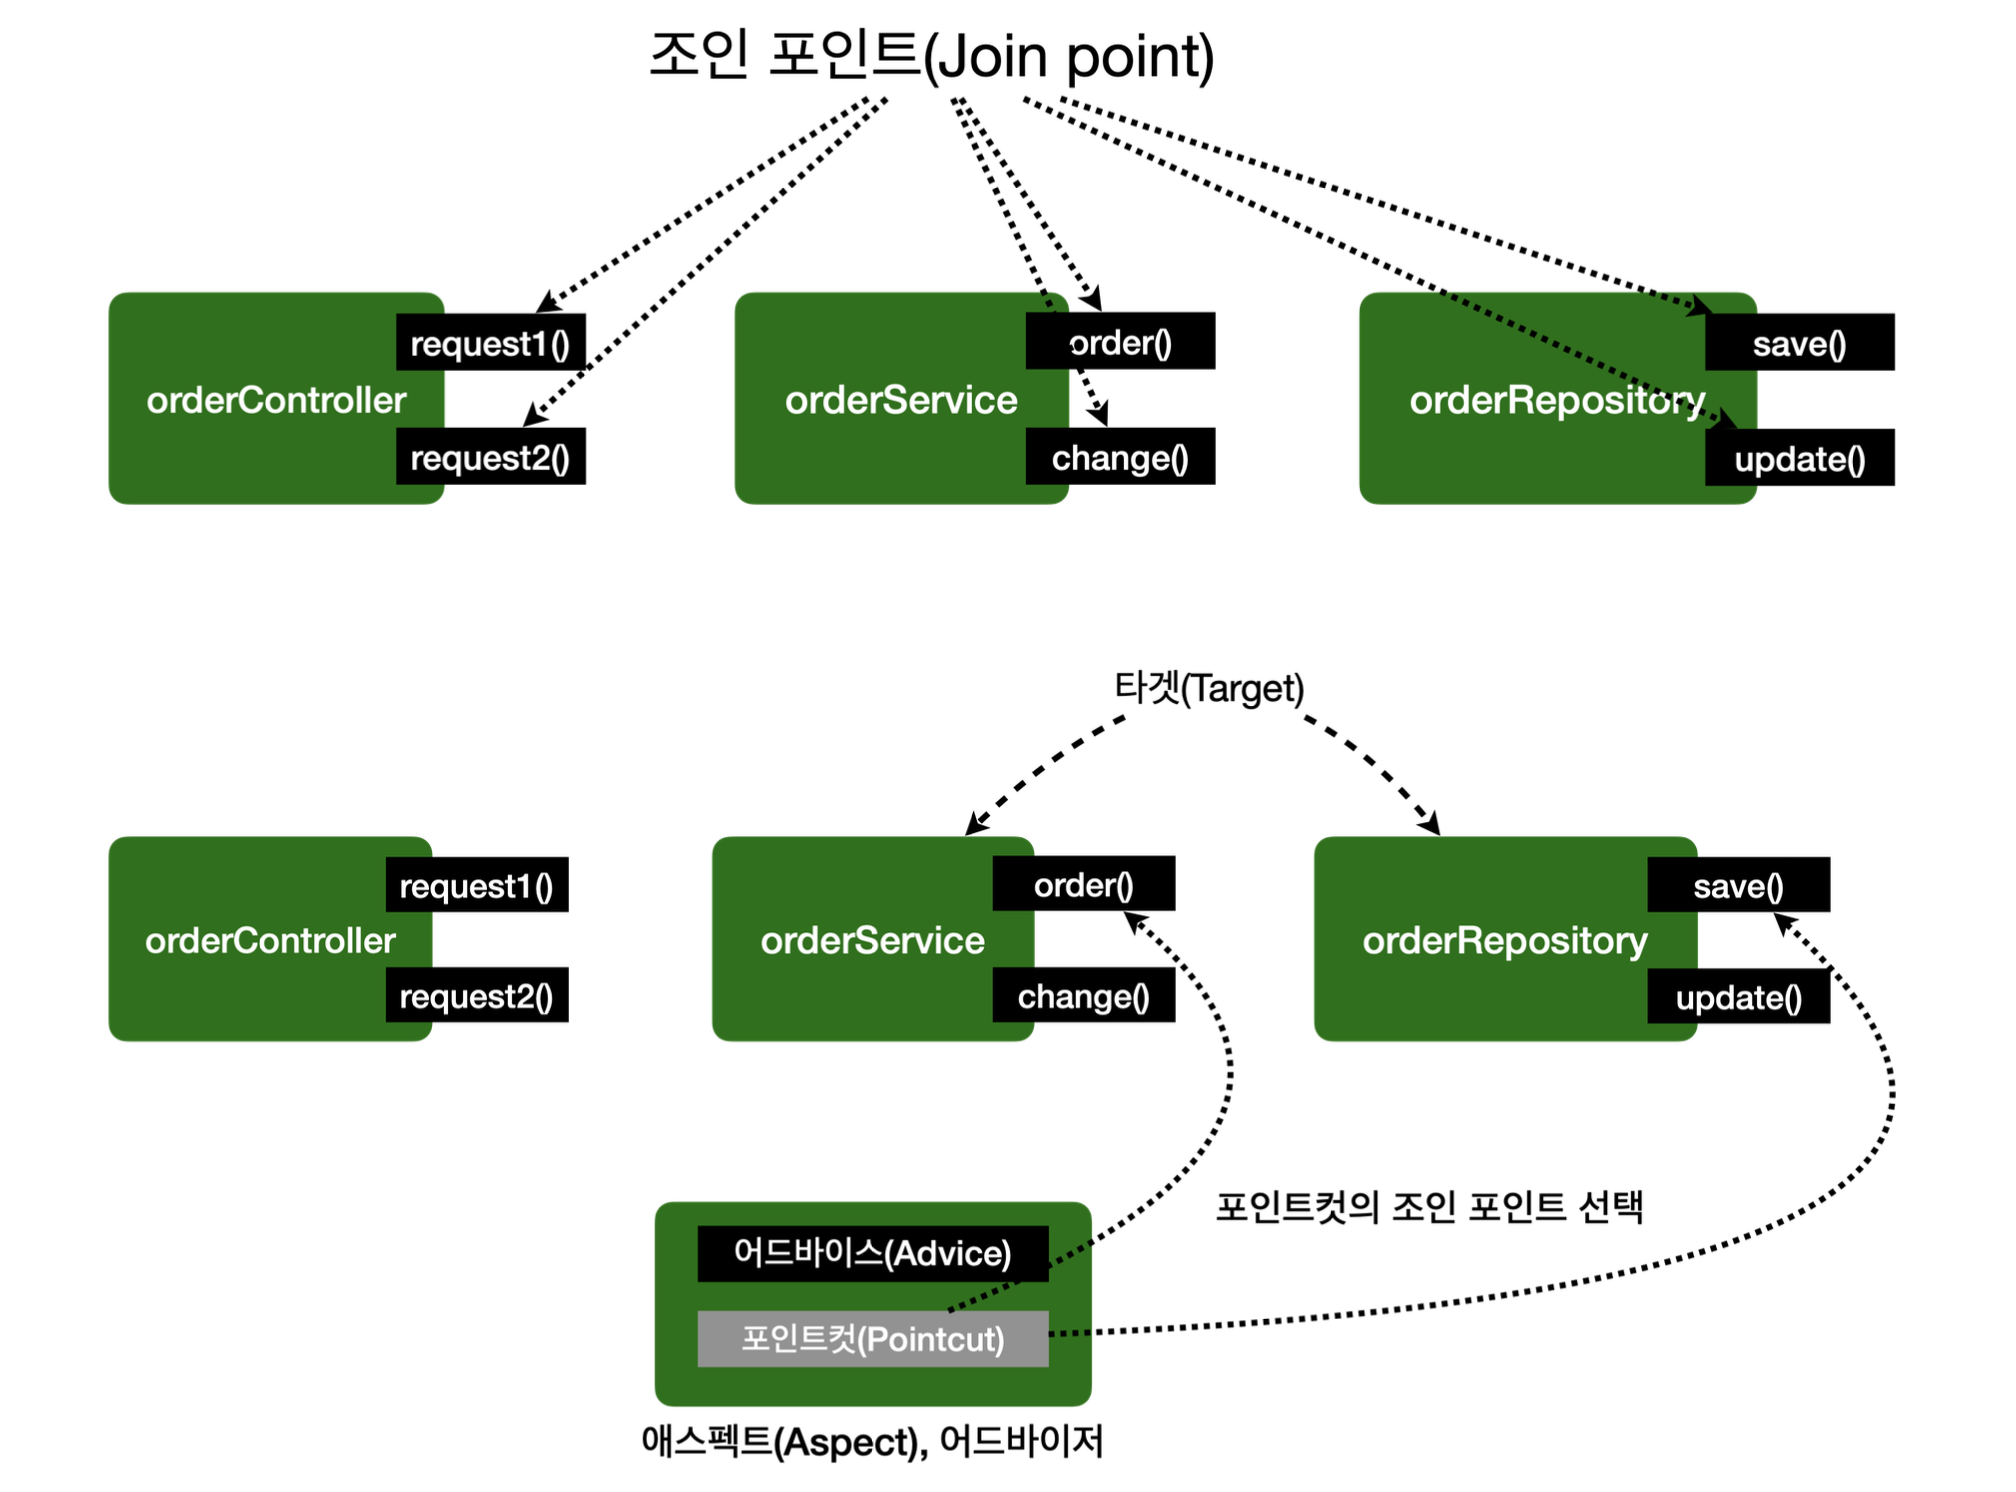 조인 포인트(Join point)
request1()
order()
save()
orderController
orderService
orderRepository
request2()
change()
update()
타겟(Target)
request1()
order()
save()
orderController
orderService
orderRepository
request2()
change()
update()
포인트컷의 조인 포인트 선택
어드바이스(Advice)
포인트컷(Pointcut)
애스펙트(Aspect), 어드바이저